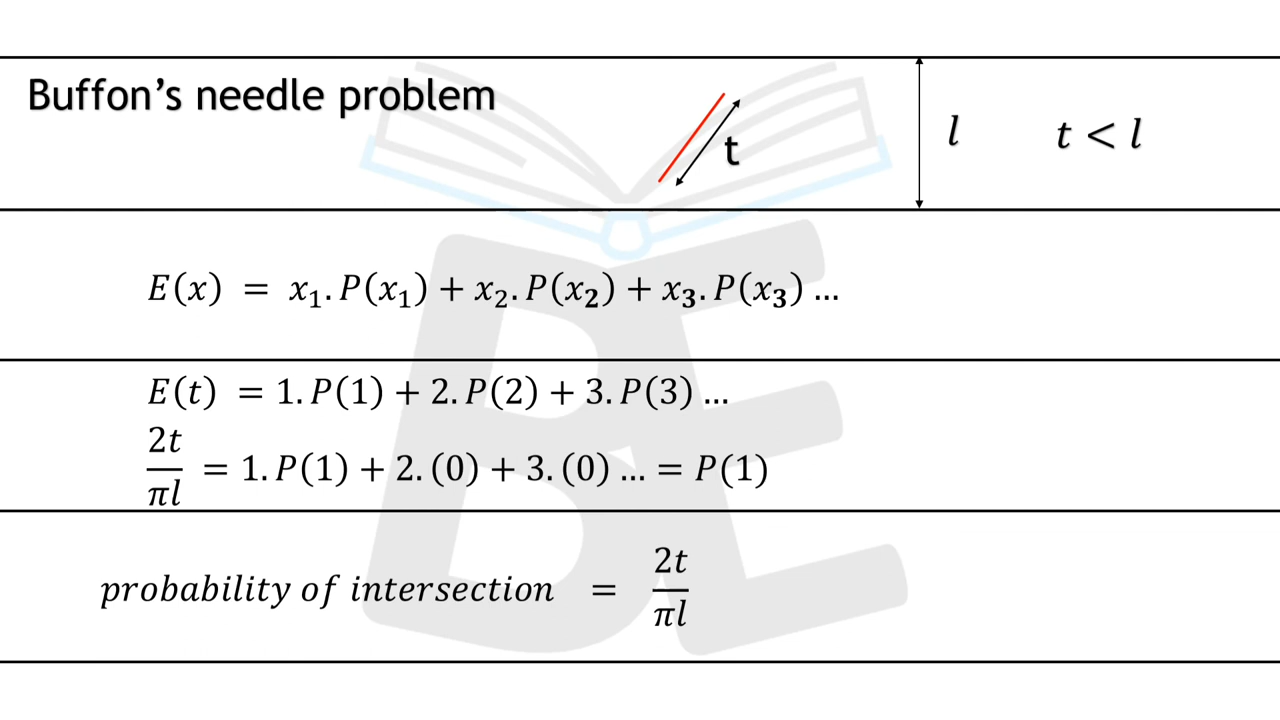 Buffon's needle problem
t
l t < l
E(x) = x₁.P(x₁) + x₂.P(x₂) + x₃.P(x₃) ...
E(t) = 1.P(1) + 2.P(2) + 3.P(3) ...
2t/πl = 1.P(1) + 2.(0) + 3.(0) ... = P(1)
probability of intersection = 2t/πl
BE